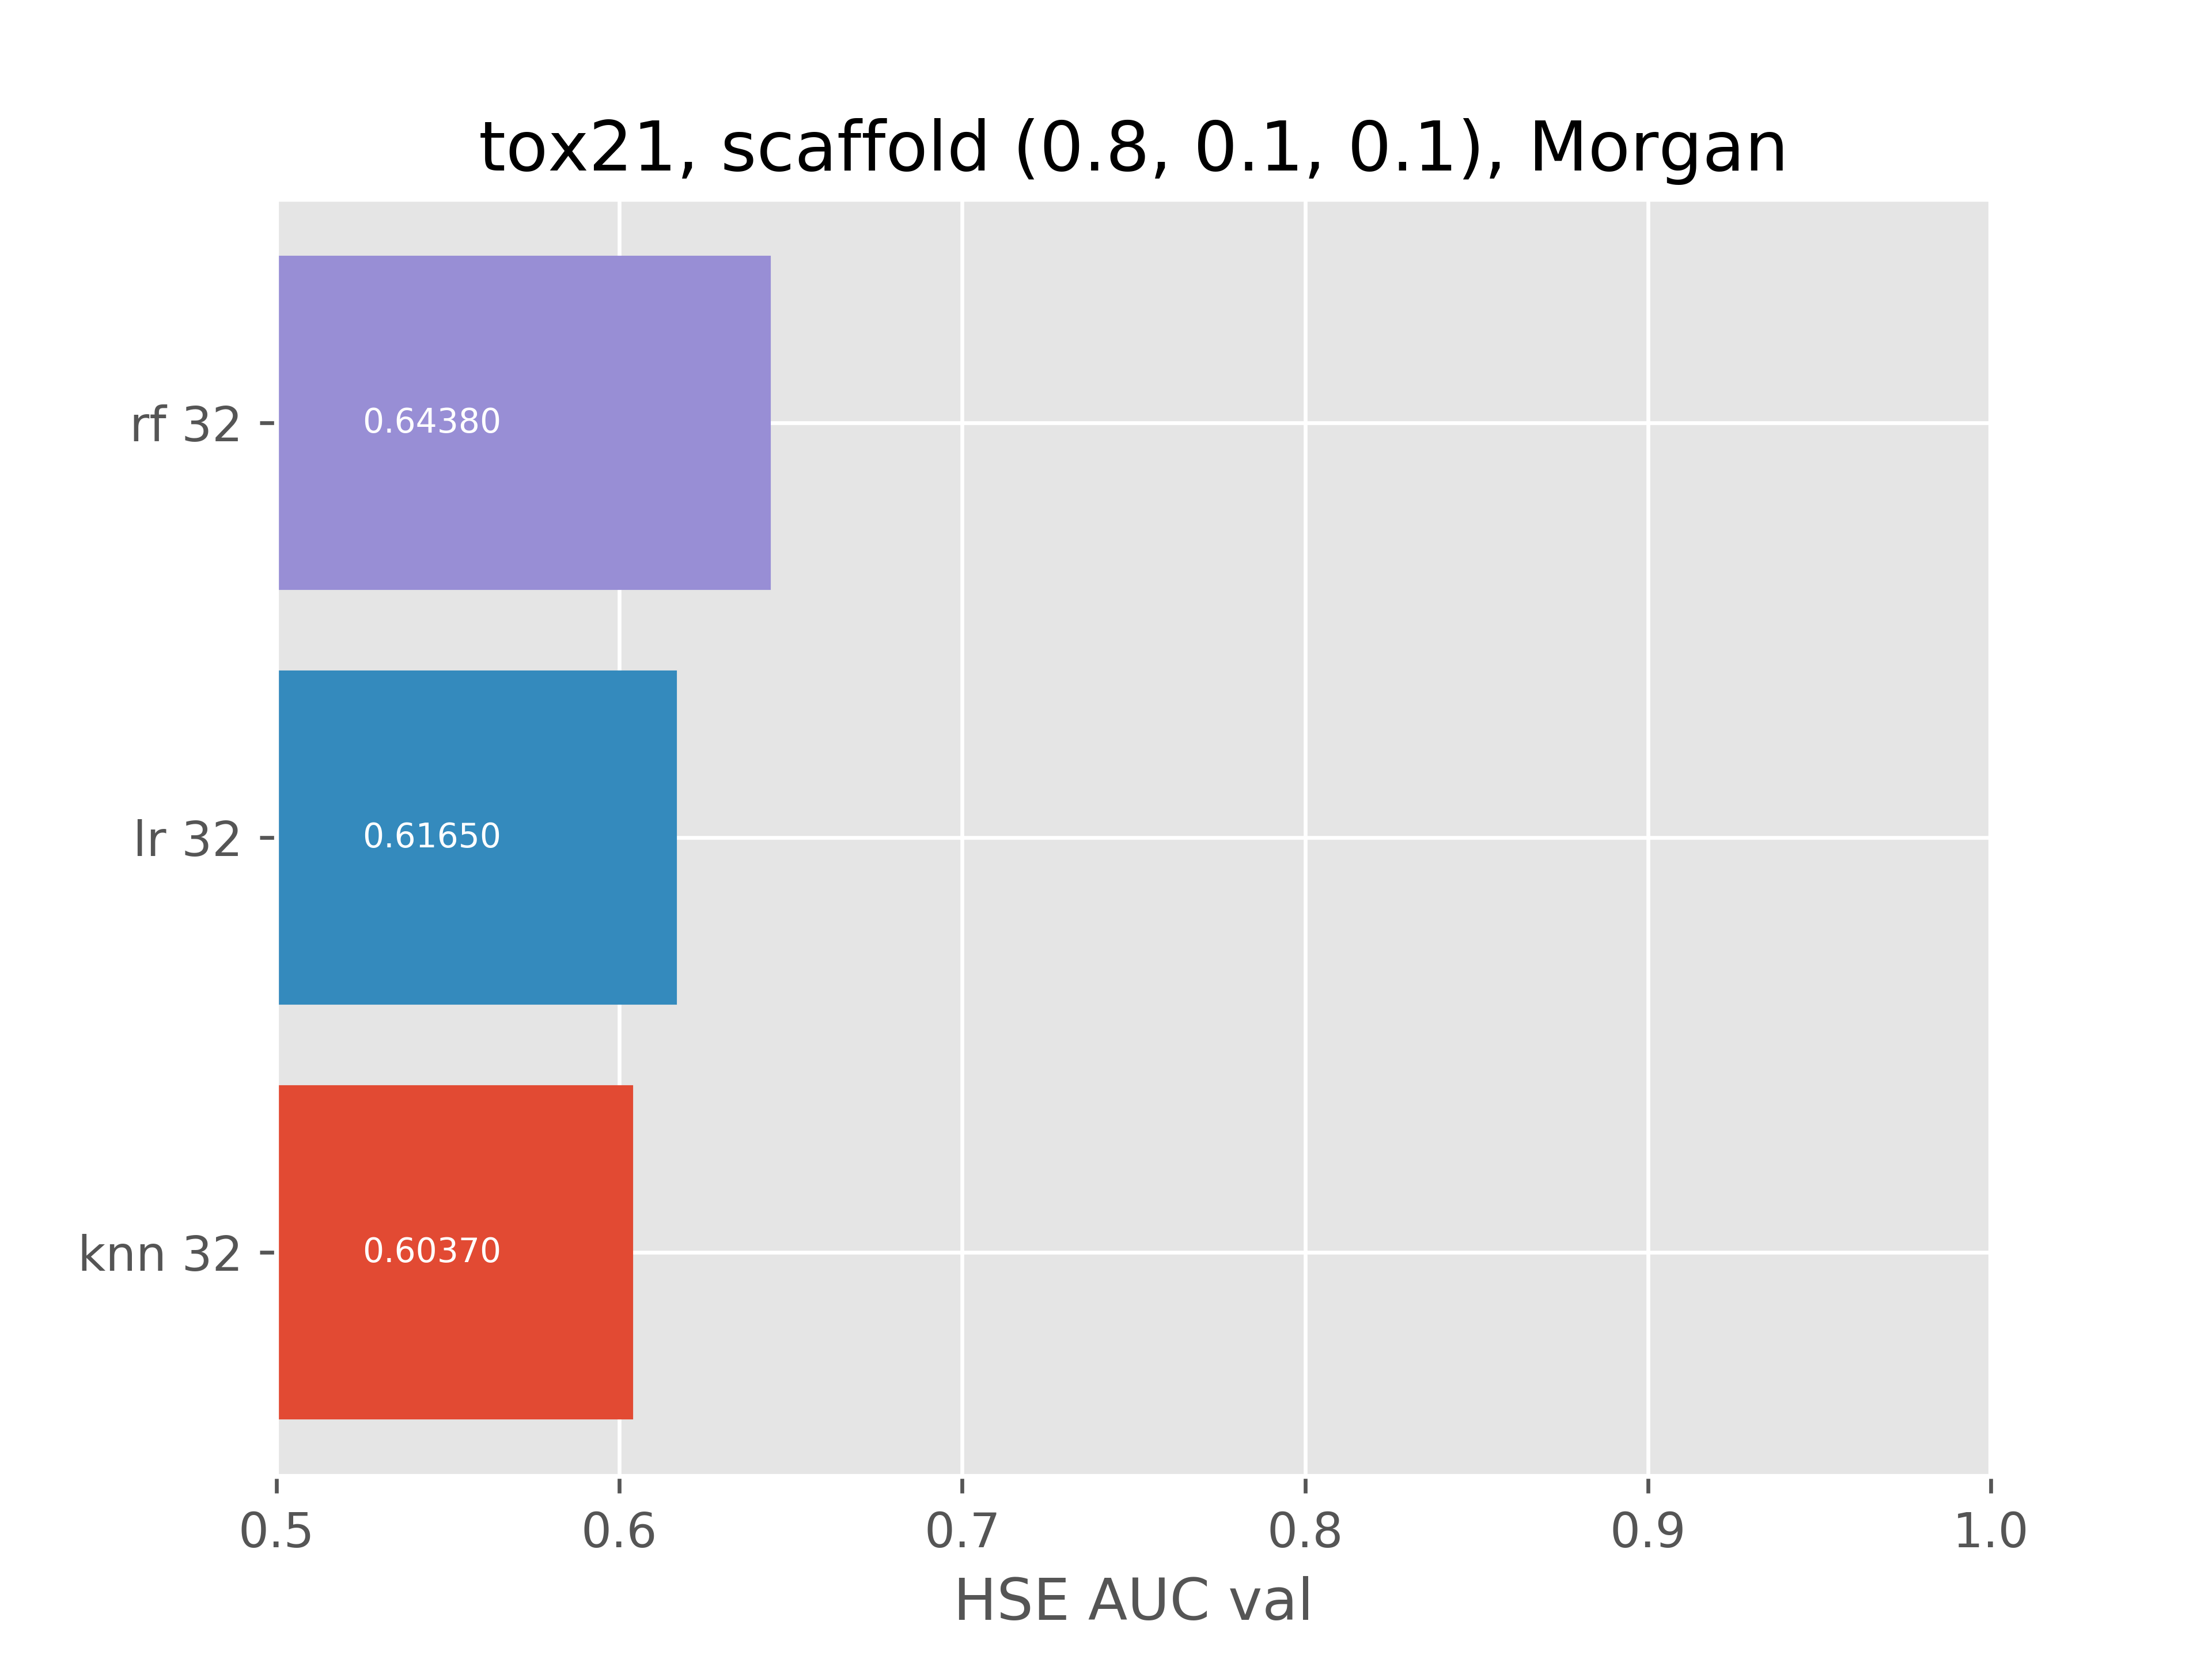 tox21, scaffold (0.8, 0.1, 0.1), Morgan
rf 32
0.64380
lr 32
0.61650
knn 32
0.60370
0.5 0.6 0.7 0.8 0.9 1.0
HSE AUC val